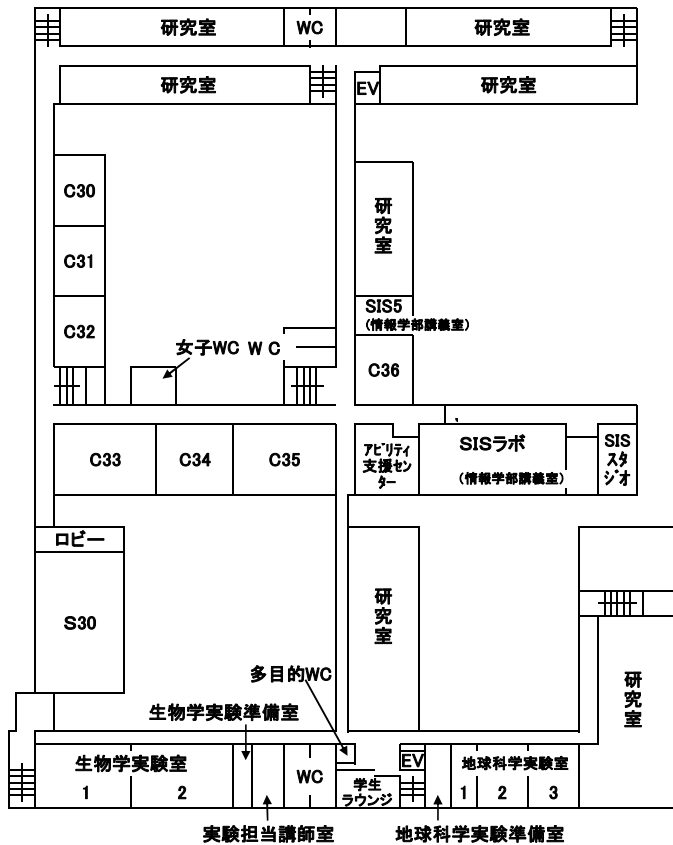 研究室
WC
研究室
研究室
EV
研究室
C30
研究室
C31
SIS5
(情報学部講義室)
C32
女子WC
WC
C36
C33
C34
C35
アビリティ
支援セン
ター
SISラボ
(情報学部講義室)
SIS
スタ
ジオ
ロビー
S30
研究室
研究室
多目的WC
生物学実験準備室
生物学実験室
1
2
WC
学生
ラウンジ
EV
地球科学実験室
1
2
3
実験担当講師室
地球科学実験準備室